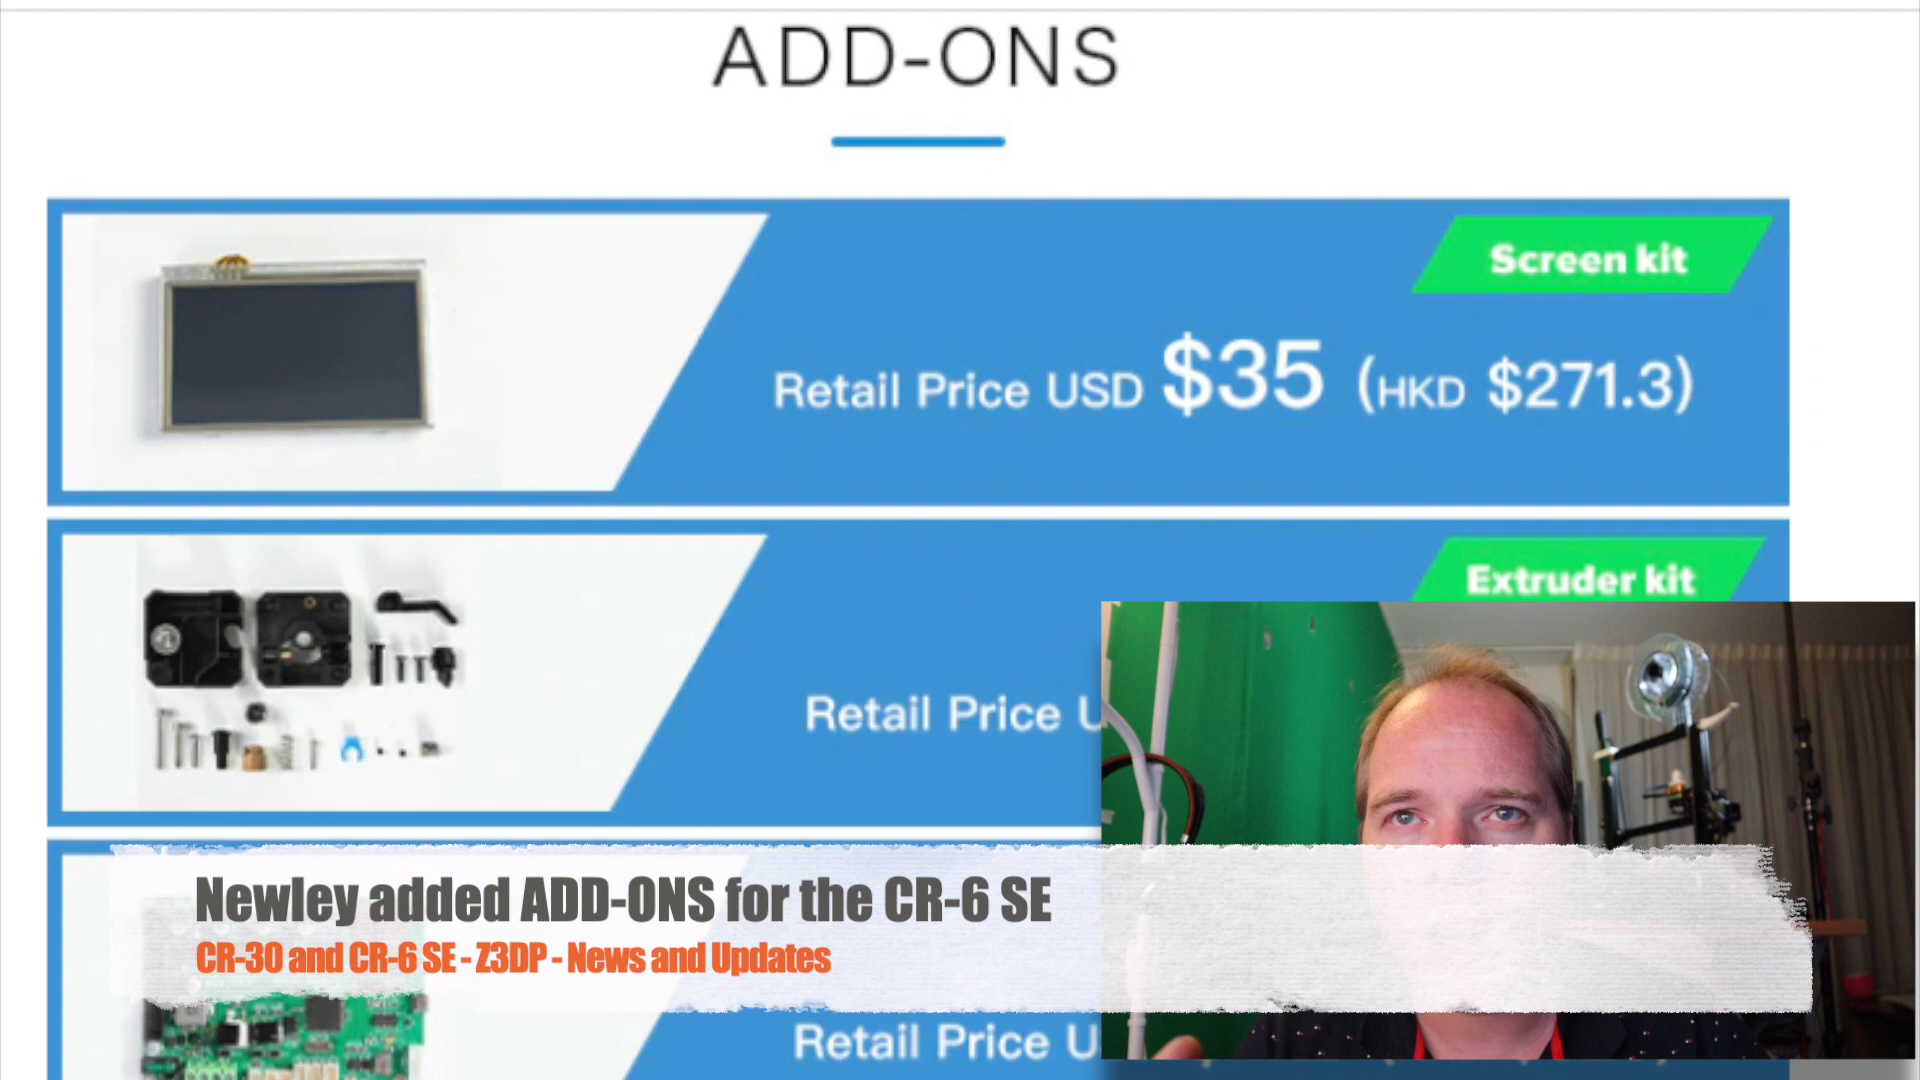 ADD-ONS
Screen kit
Retail Price USD $35 (HKD $271.3)
Extruder kit
Retail Price U
Newley added ADD-ONS for the CR-6 SE
CR-30 and CR-6 SE - Z3DP - News and Updates
Retail Price U